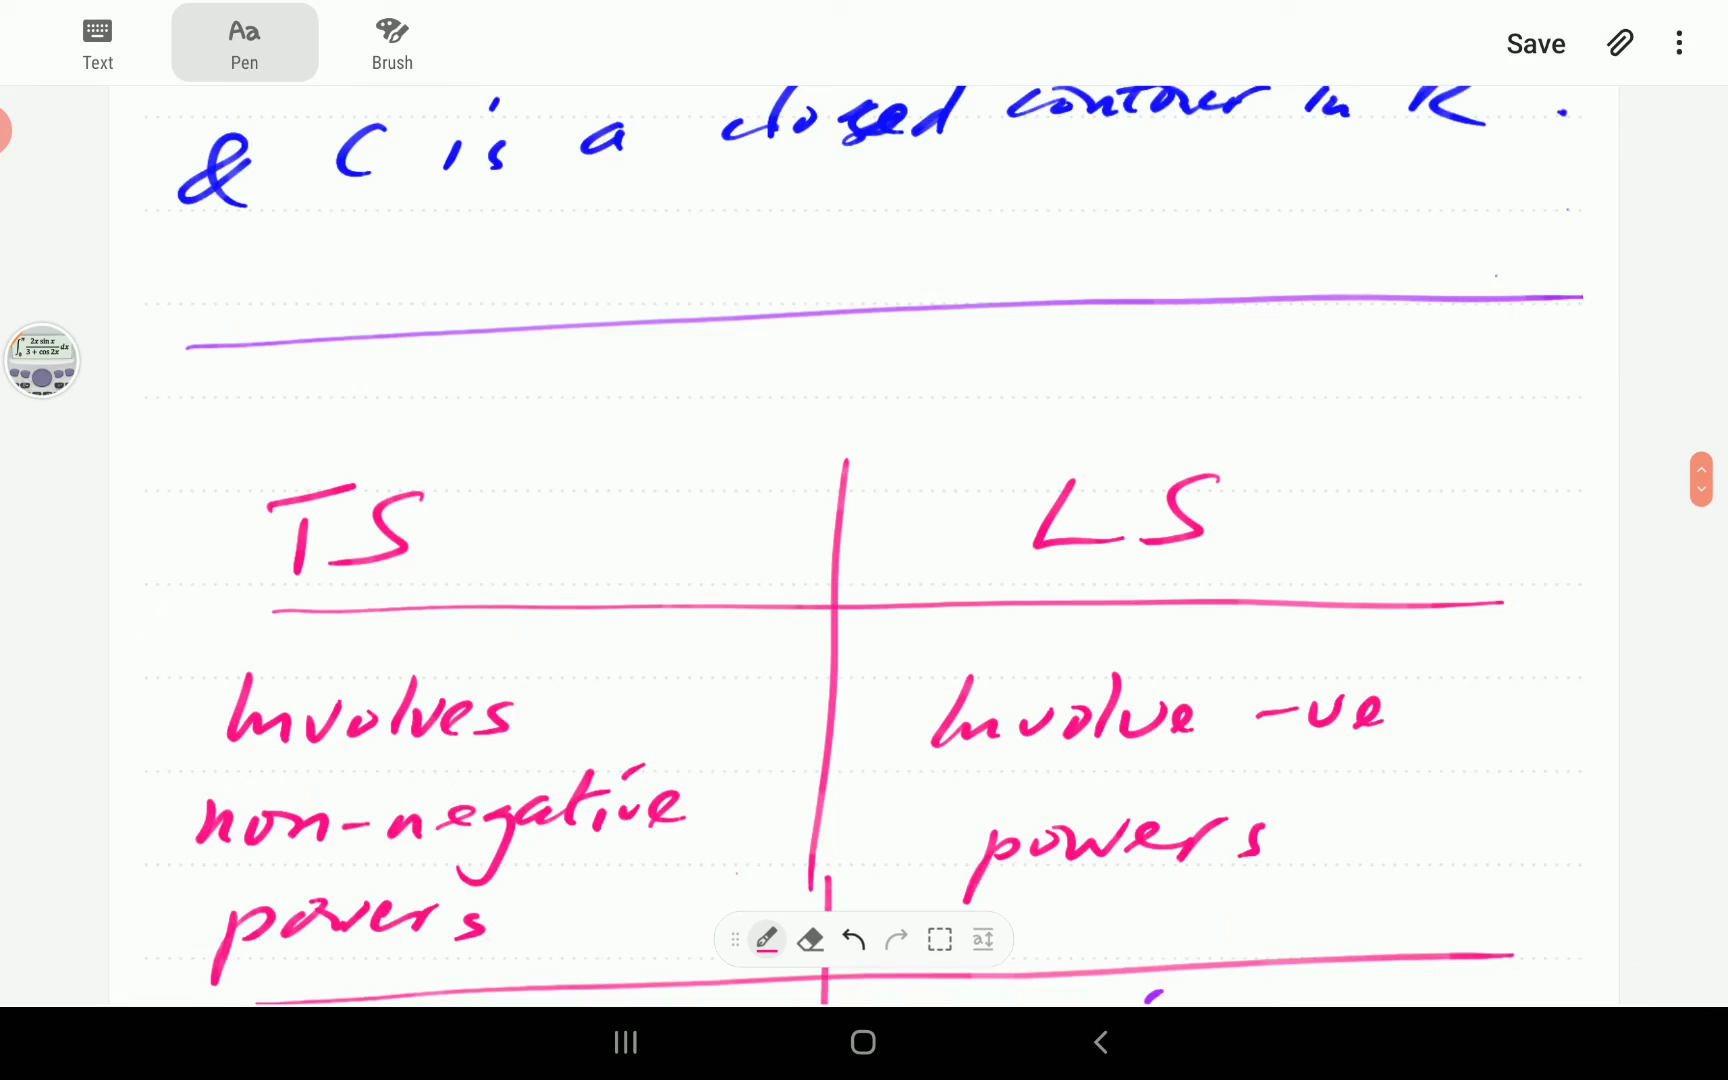 Text
Pen
Brush
Save
& C is a closed contour in R.
TS LS
Involves Involve -ve
non-negative powers
powers